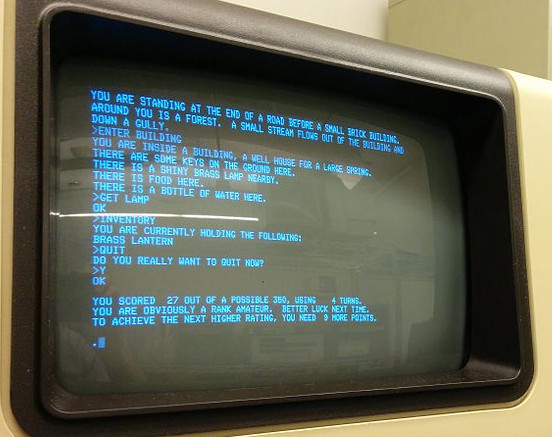 YOU ARE STANDING AT THE END OF A ROAD BEFORE A SMALL BRICK BUILDING.
AROUND YOU IS A FOREST.  A SMALL STREAM FLOWS OUT OF THE BUILDING AND
DOWN A GULLY.
>ENTER BUILDING
YOU ARE INSIDE A BUILDING, A WELL HOUSE FOR A LARGE SPRING.
THERE ARE SOME KEYS ON THE GROUND HERE.
THERE IS A SHINY BRASS LAMP NEARBY.
THERE IS FOOD HERE.
THERE IS A BOTTLE OF WATER HERE.
>GET LAMP
OK
>INVENTORY
YOU ARE CURRENTLY HOLDING THE FOLLOWING:
BRASS LANTERN
>QUIT
DO YOU REALLY WANT TO QUIT NOW?
>Y
OK
YOU SCORED  27 OUT OF A POSSIBLE 350, USING   4 TURNS.
YOU ARE OBVIOUSLY A RANK AMATEUR.  BETTER LUCK NEXT TIME.
TO ACHIEVE THE NEXT HIGHER RATING, YOU NEED  9 MORE POINTS.
.